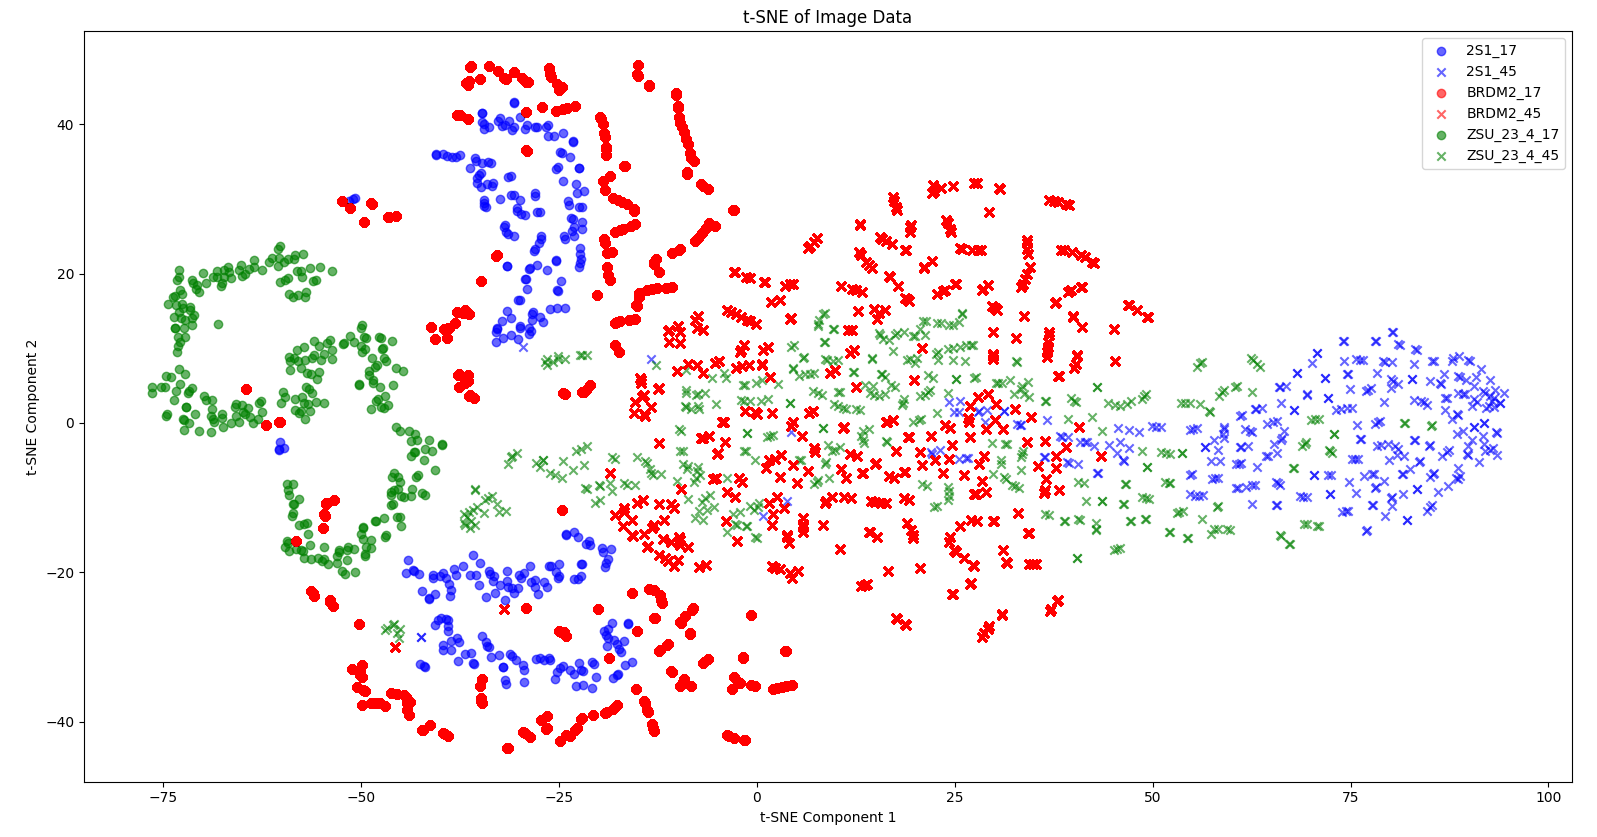 t-SNE of Image Data
2S1_17
2S1_45
BRDM2_17
BRDM2_45
ZSU_23_4_17
ZSU_23_4_45
t-SNE Component 2
40
20
0
−20
−40
−75
−50
−25
0
25
50
75
100
t-SNE Component 1